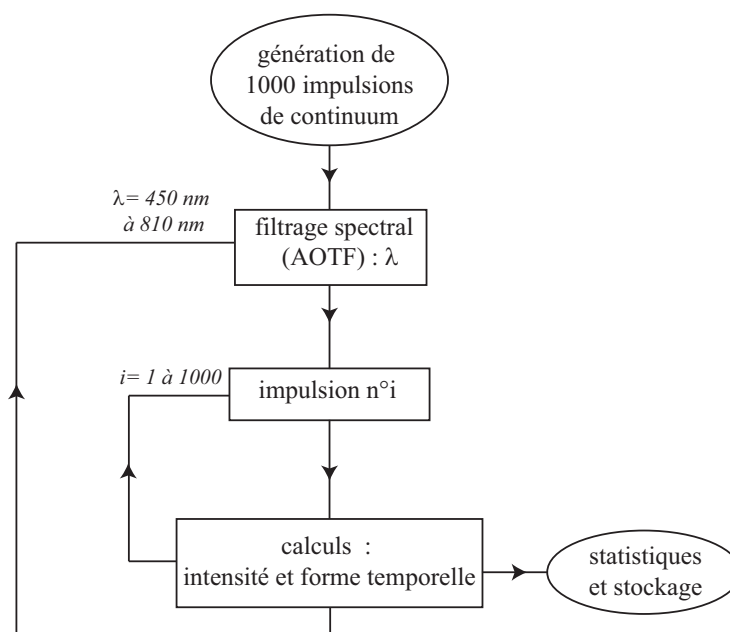 génération de
1000 impulsions
de continuum
λ= 450 nm
à 810 nm
filtrage spectral
(AOTF) : λ
i= 1 à 1000
impulsion n°i
calculs :
intensité et forme temporelle
statistiques
et stockage